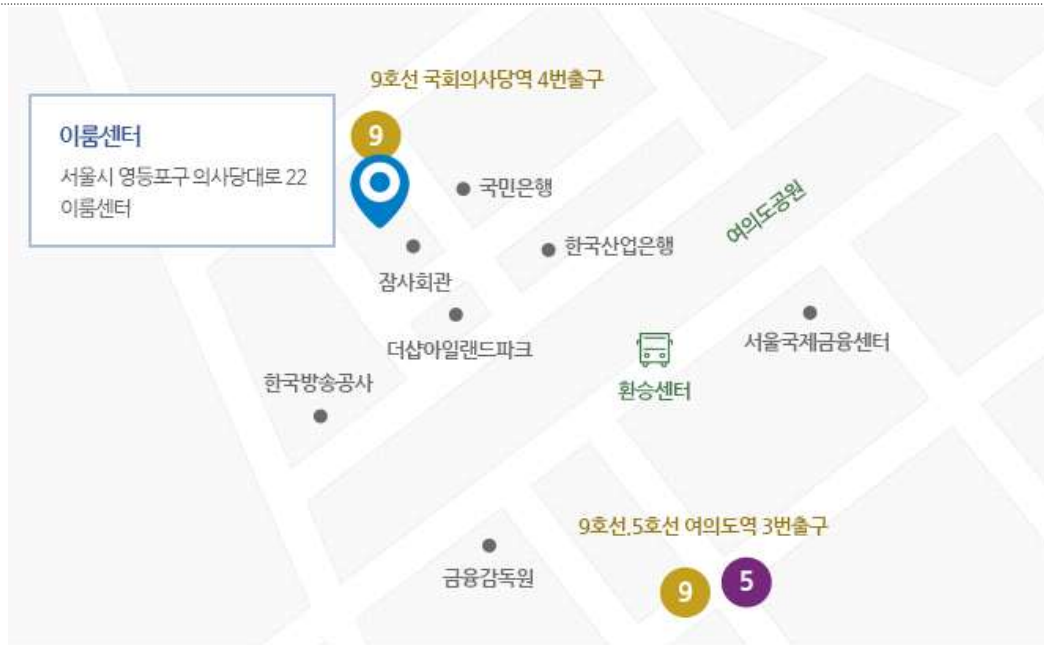 9호선 국회의사당역 4번출구
9
이룸센터
서울시 영등포구 의사당대로 22
이룸센터
국민은행
여의도공원
한국산업은행
잠사회관
서울국제금융센터
더샵아일랜드파크
한국방송공사
환승센터
9호선,5호선 여의도역 3번출구
금융감독원
9
5